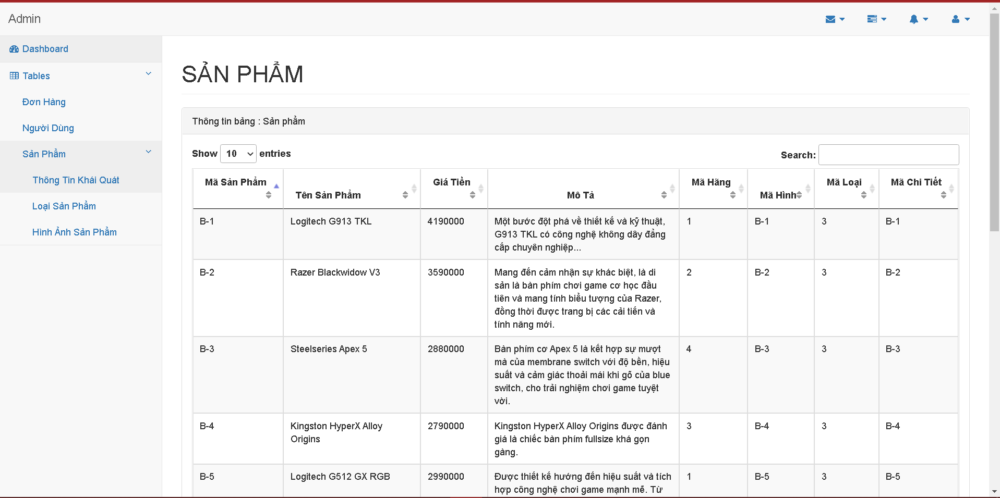 Admin
Dashboard
Tables
Đơn Hàng
Người Dùng
Sản Phẩm
Thông Tin Khái Quát
Loại Sản Phẩm
Hình Ảnh Sản Phẩm
SẢN PHẨM
Thông tin bảng : Sản phẩm
Show 10 entries
Search:
Mã Sản Phẩm
Tên Sản Phẩm
Giá Tiền
Mô Tả
Mã Hãng
Mã Hình
Mã Loại
Mã Chi Tiết
B-1
Logitech G913 TKL
4190000
Một bước đột phá về thiết kế và kỹ thuật,
G913 TKL có công nghệ không dây đẳng
cấp chuyên nghiệp...
1
B-1
3
B-1
B-2
Razer Blackwidow V3
3590000
Mang đến cảm nhận sự khác biệt, là di
sản là bàn phím chơi game cơ học đầu
tiên và mang tính biểu tượng của Razer,
đồng thời được trang bị các cải tiến và
tính năng mới.
2
B-2
3
B-2
B-3
Steelseries Apex 5
2880000
Bàn phím cơ Apex 5 là kết hợp sự mượt
mà của membrane switch với độ bền, hiệu
suất và cảm giác thoải mái khi gõ của blue
switch, cho trải nghiệm chơi game tuyệt
vời.
4
B-3
3
B-3
B-4
Kingston HyperX Alloy
Origins
2790000
Kingston HyperX Alloy Origins được đánh
giá là chiếc bàn phím fullsize khá gọn
gàng.
3
B-4
3
B-4
B-5
Logitech G512 GX RGB
2990000
Được thiết kế hướng đến hiệu suất và tích
hợp công nghệ chơi game mạnh mẽ. Từ
1
B-5
3
B-5